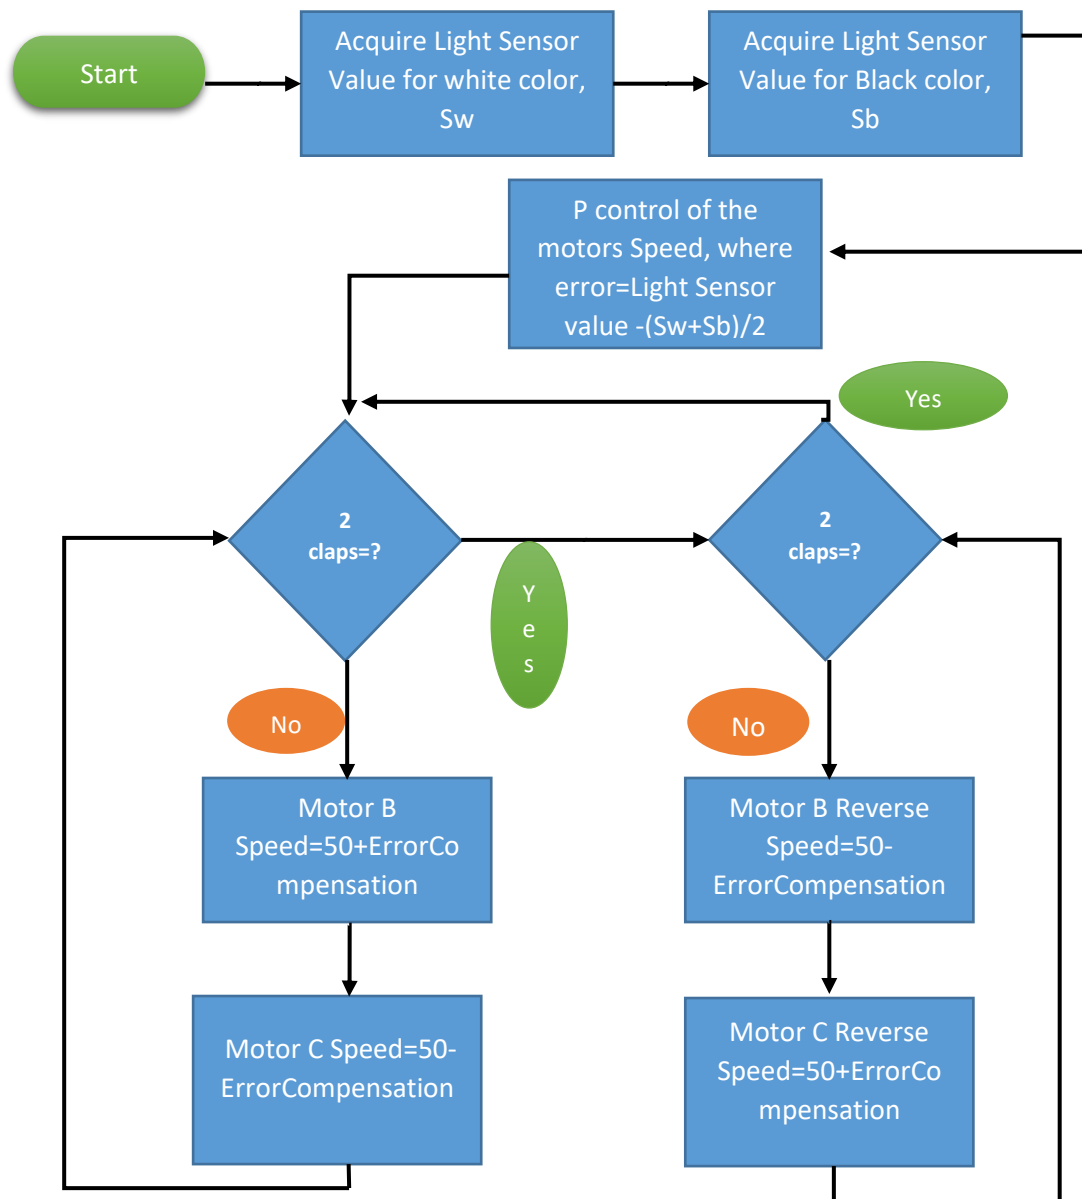 Start
Acquire Light Sensor
Value for white color,
Sw
Acquire Light Sensor
Value for Black color,
Sb
P control of the
motors Speed, where
error=Light Sensor
value -(Sw+Sb)/2
Yes
2
claps=?
2
claps=?
Y
e
s
No
No
Motor B
Speed=50+ErrorCo
mpensation
Motor B Reverse
Speed=50-
ErrorCompensation
Motor C Speed=50-
ErrorCompensation
Motor C Reverse
Speed=50+ErrorCo
mpensation